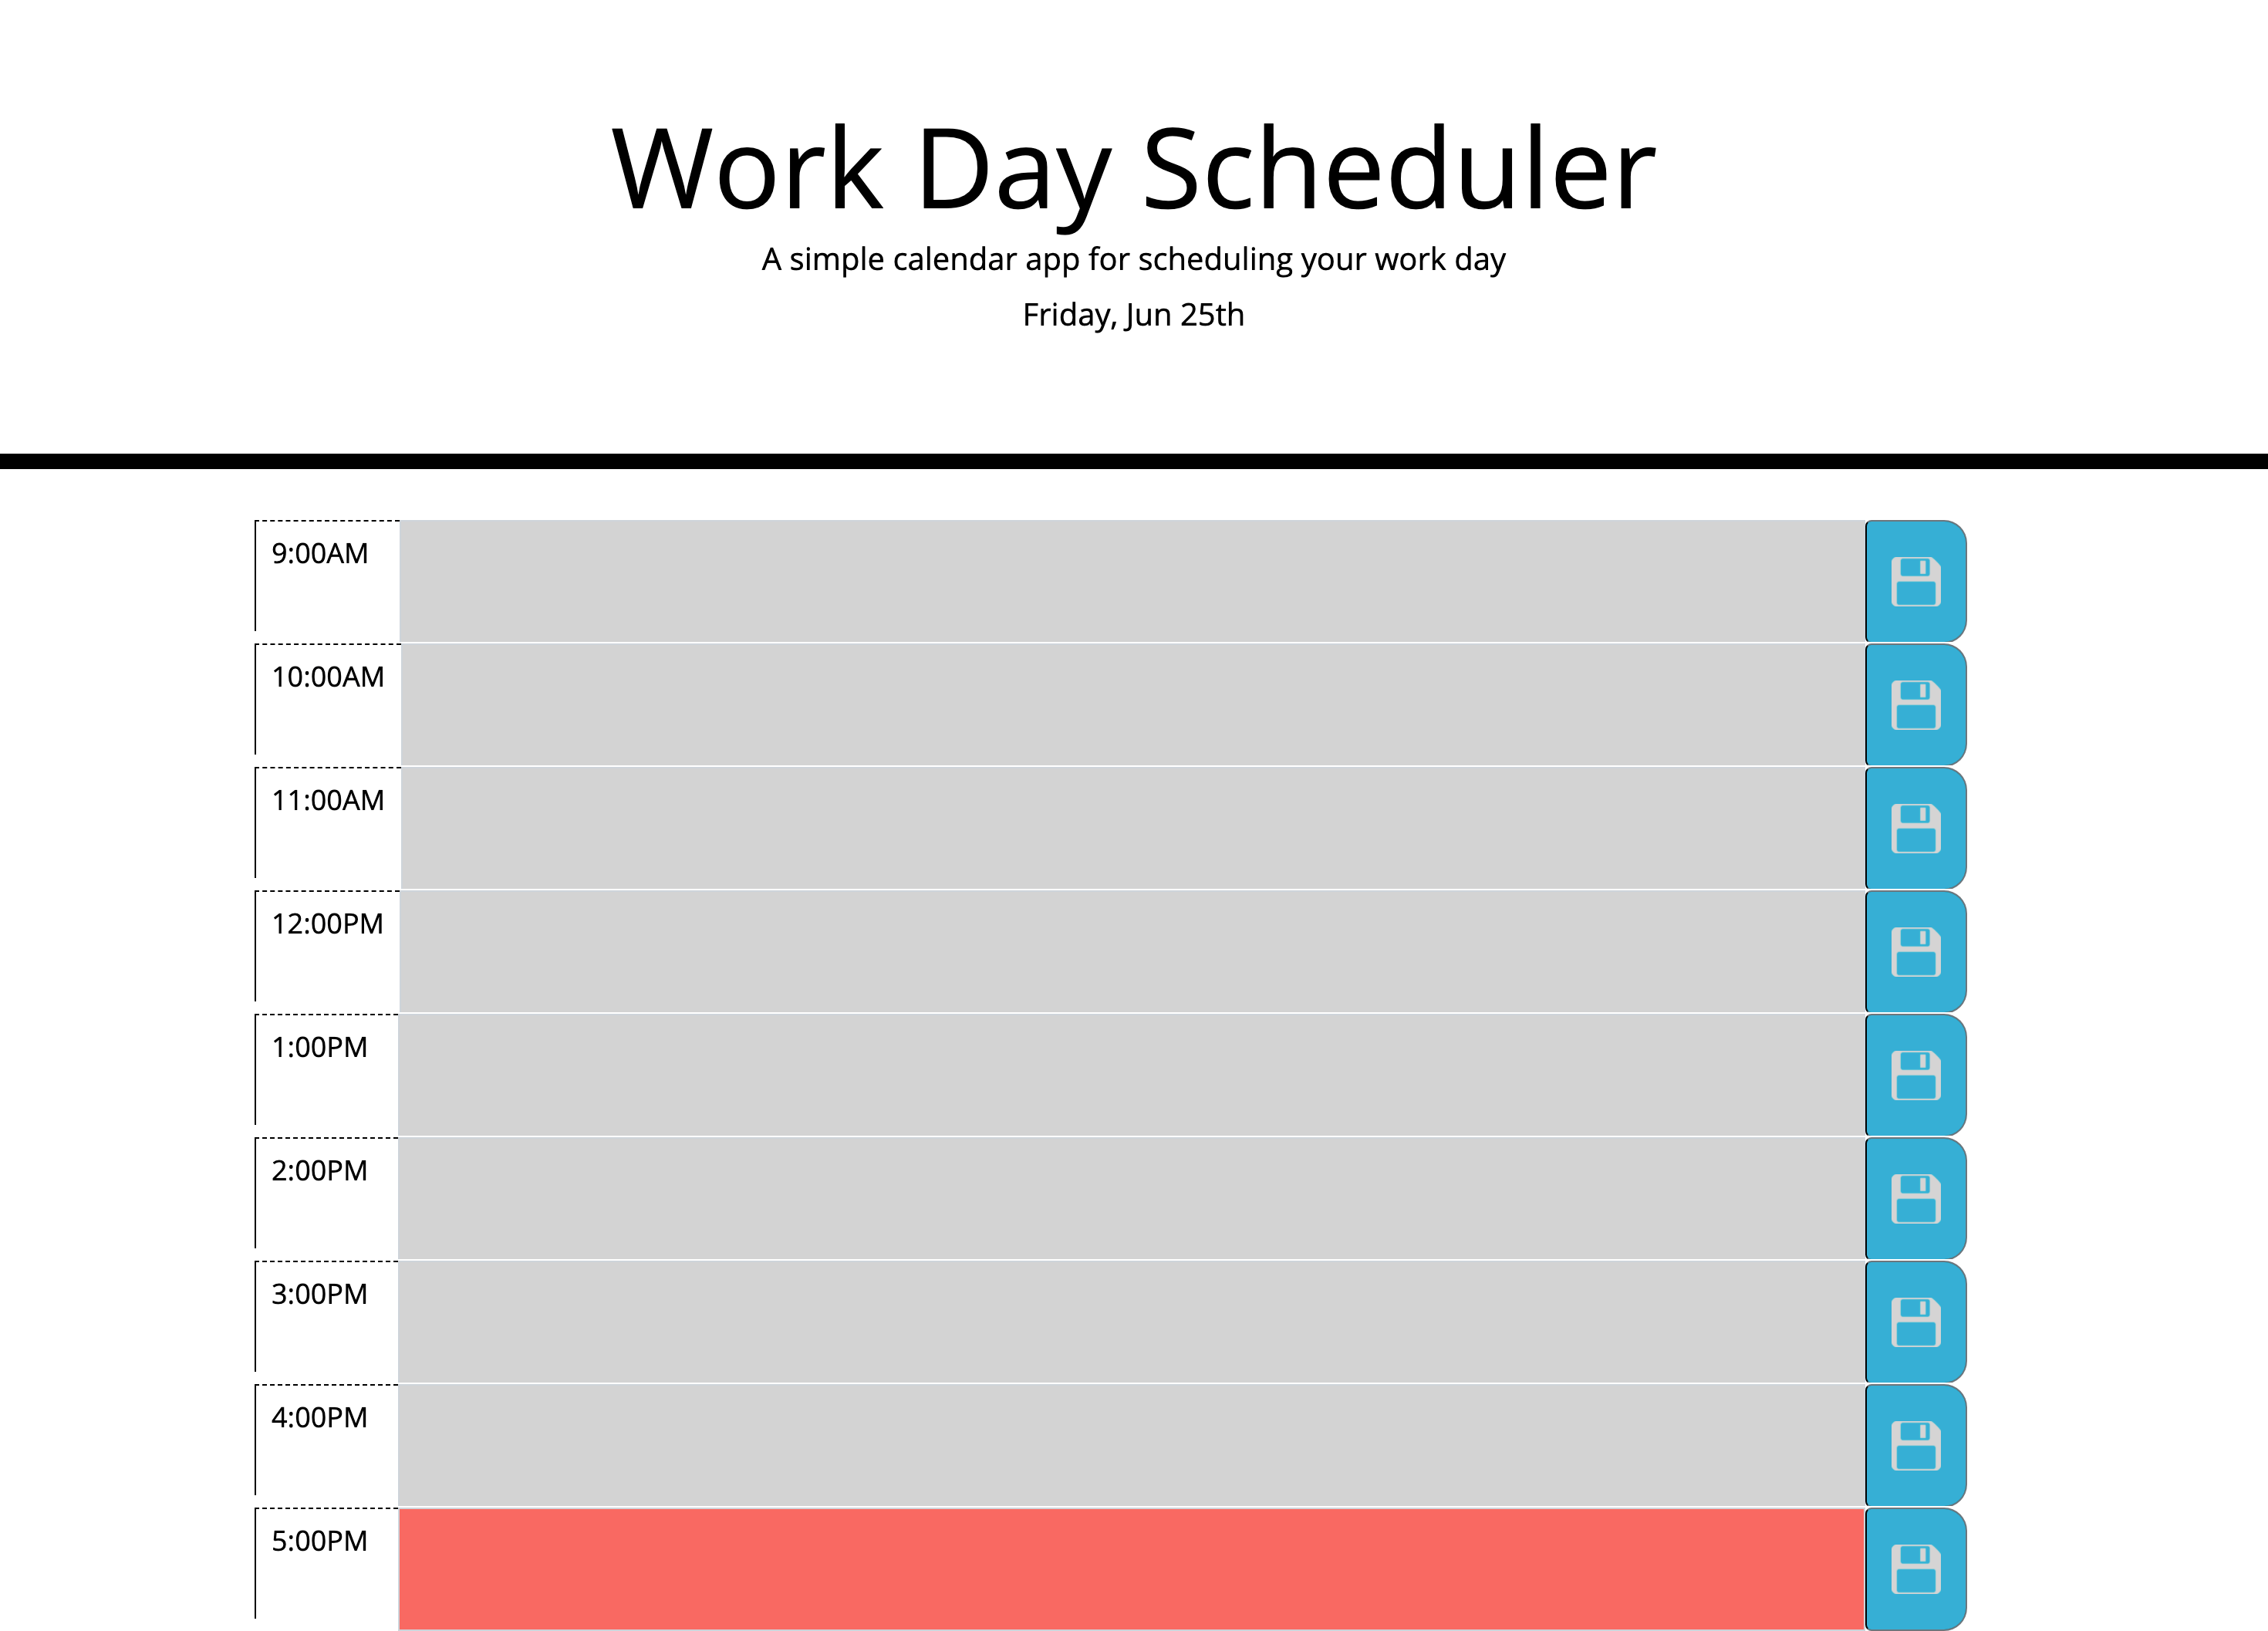 Work Day Scheduler
A simple calendar app for scheduling your work day
Friday, Jun 25th
9:00AM
10:00AM
11:00AM
12:00PM
1:00PM
2:00PM
3:00PM
4:00PM
5:00PM